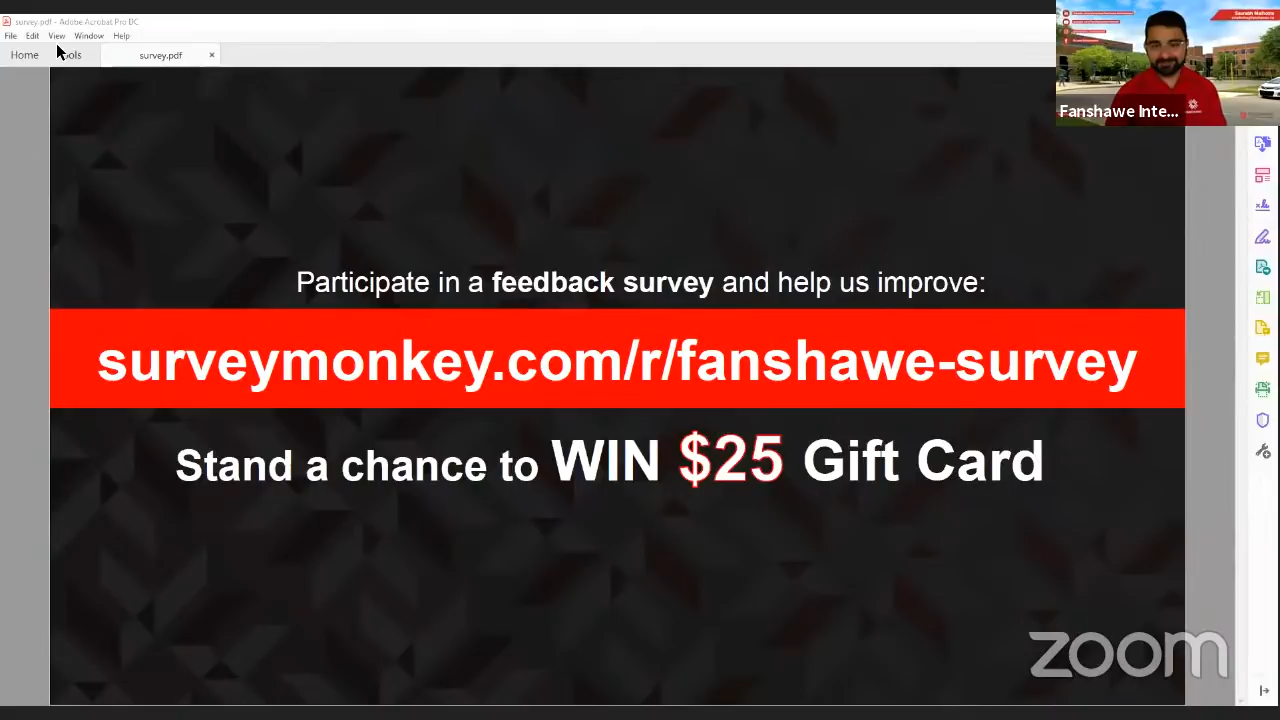 survey.pdf - Adobe Acrobat Pro DC
File Edit View Window Help
Home
survey.pdf ×
Fanshawe Inte...
Participate in a feedback survey and help us improve:
surveymonkey.com/r/fanshawe-survey
Stand a chance to WIN $25 Gift Card
zoom